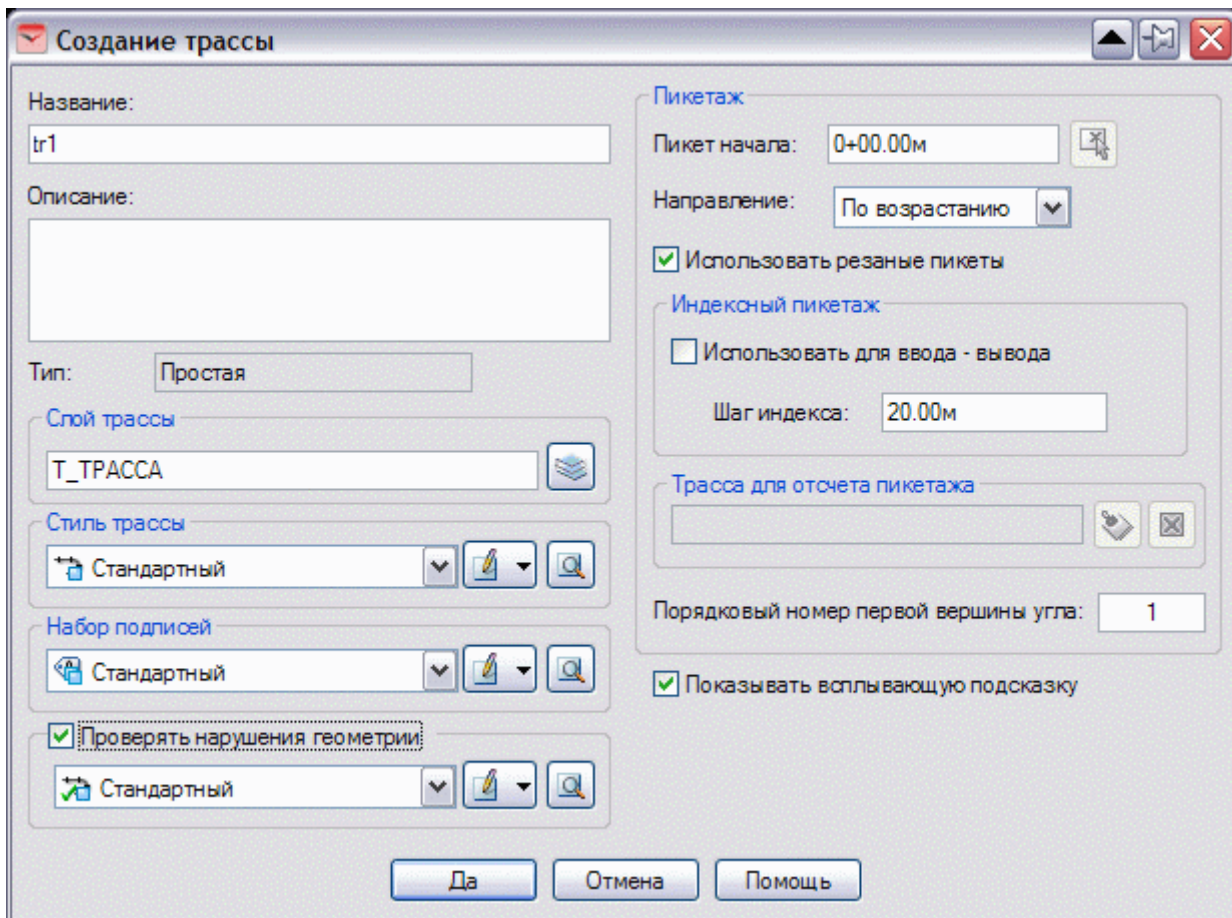 Создание трассы
Название:
tr1
Описание:
Тип: Простая
Слой трассы
Т_ТРАССА
Стиль трассы
Стандартный
Набор подписей
Стандартный
Проверять нарушения геометрии
Стандартный
Пикетаж
Пикет начала: 0+00.00м
Направление: По возрастанию
Использовать резаные пикеты
Индексный пикетаж
Использовать для ввода - вывода
Шаг индекса: 20.00м
Трасса для отсчета пикетажа
Порядковый номер первой вершины угла: 1
Показывать всплывающую подсказку
Да Отмена Помощь